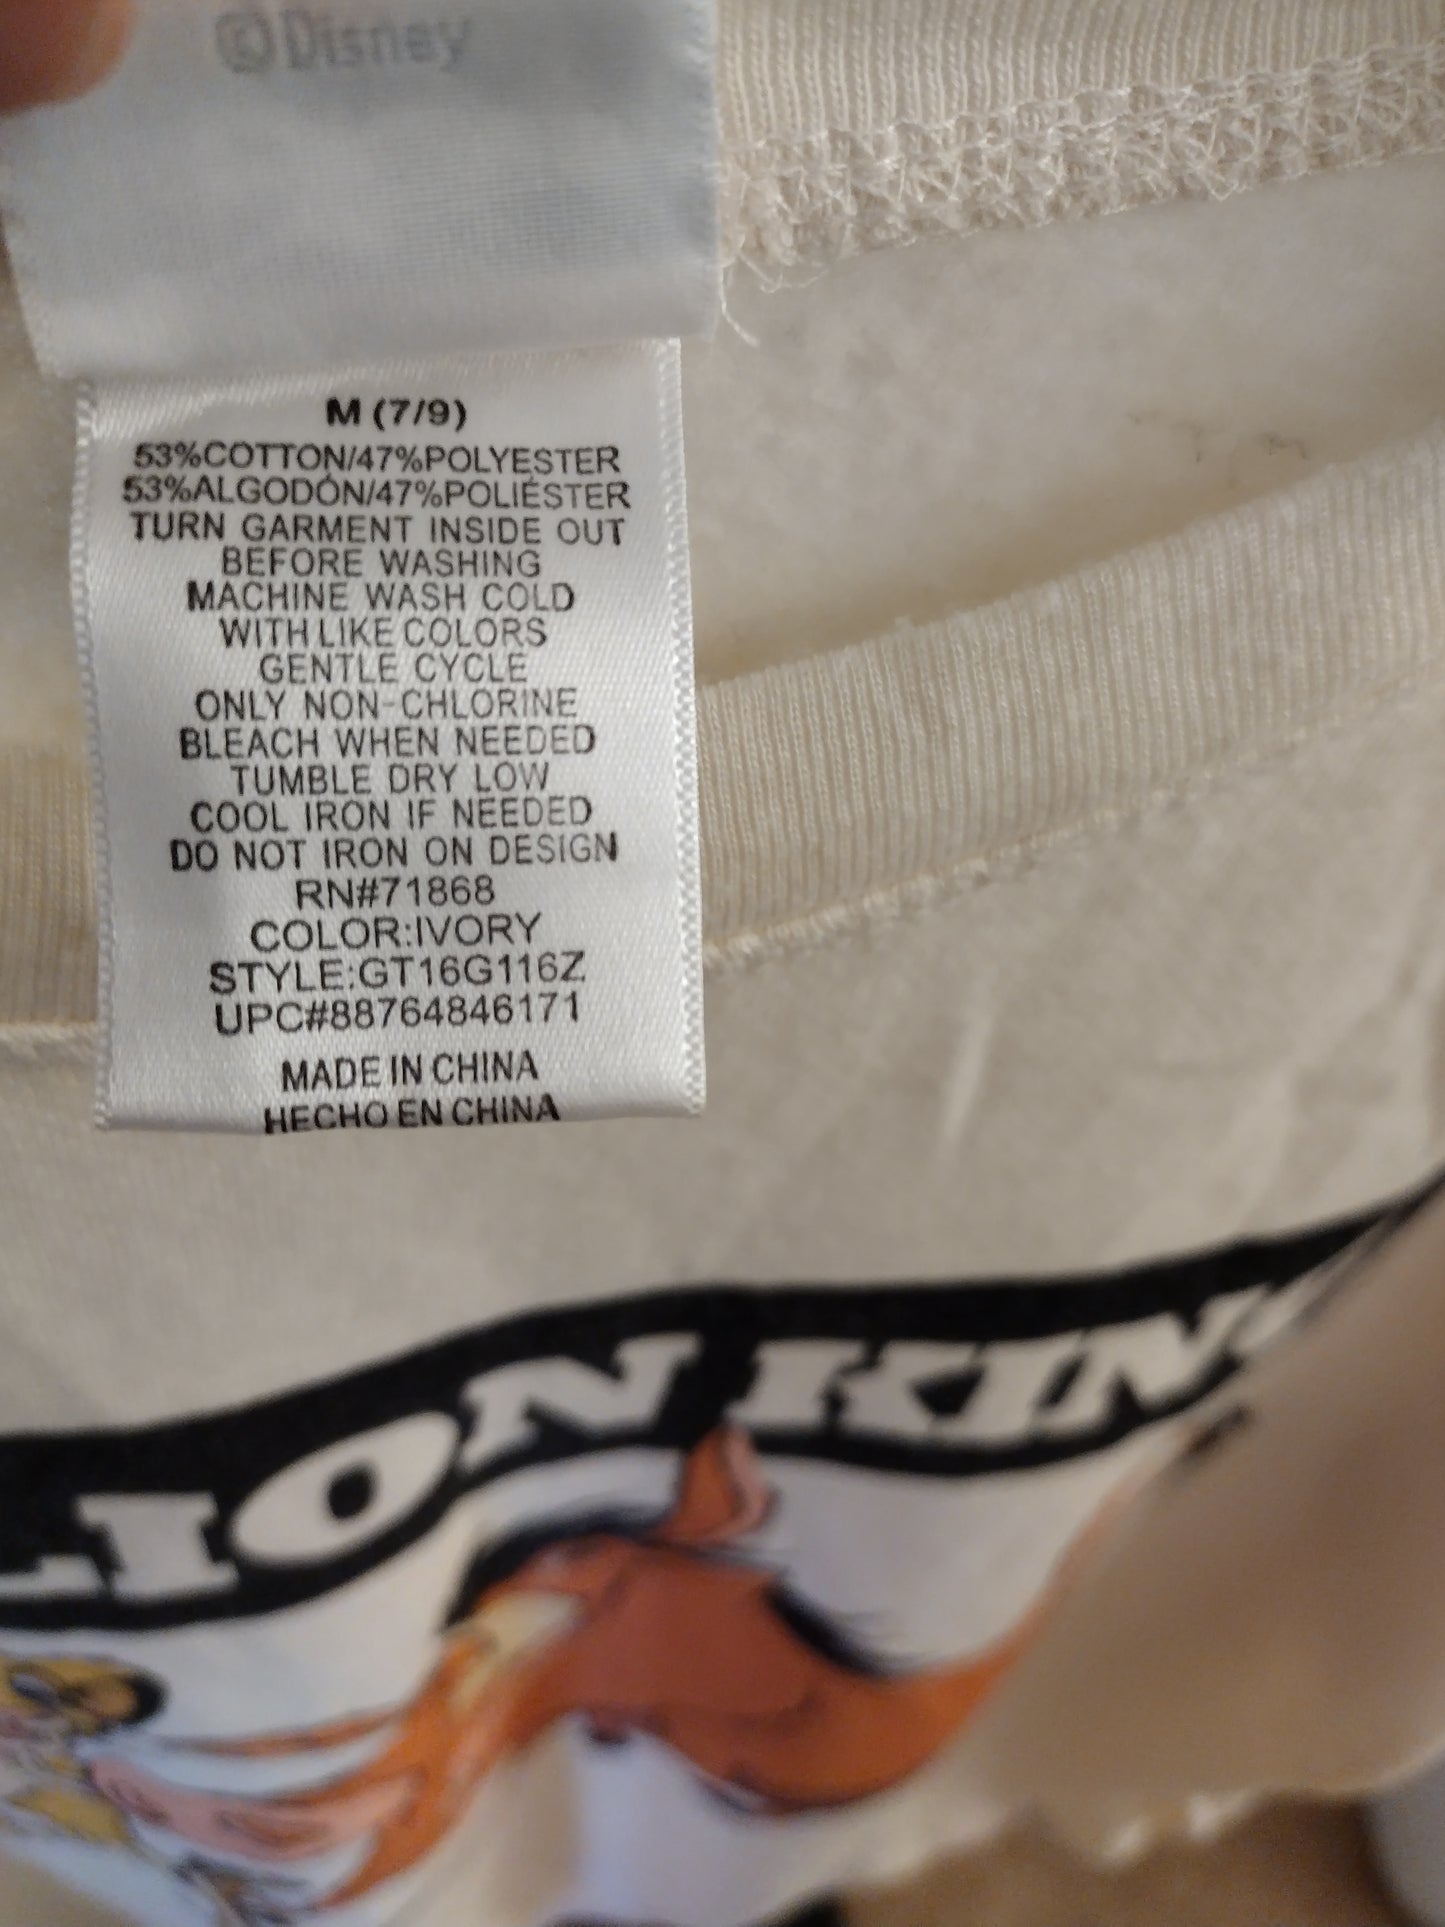 ©Disney
M (7/9)
53%COTTON/47%POLYESTER
53%ALGODÓN/47%POLIÉSTER
TURN GARMENT INSIDE OUT
BEFORE WASHING
MACHINE WASH COLD
WITH LIKE COLORS
GENTLE CYCLE
ONLY NON-CHLORINE
BLEACH WHEN NEEDED
TUMBLE DRY LOW
COOL IRON IF NEEDED
DO NOT IRON ON DESIGN
RN#71868
COLOR:IVORY
STYLE:GT16G116Z
UPC#88764846171
MADE IN CHINA
HECHO EN CHINA
LION KING